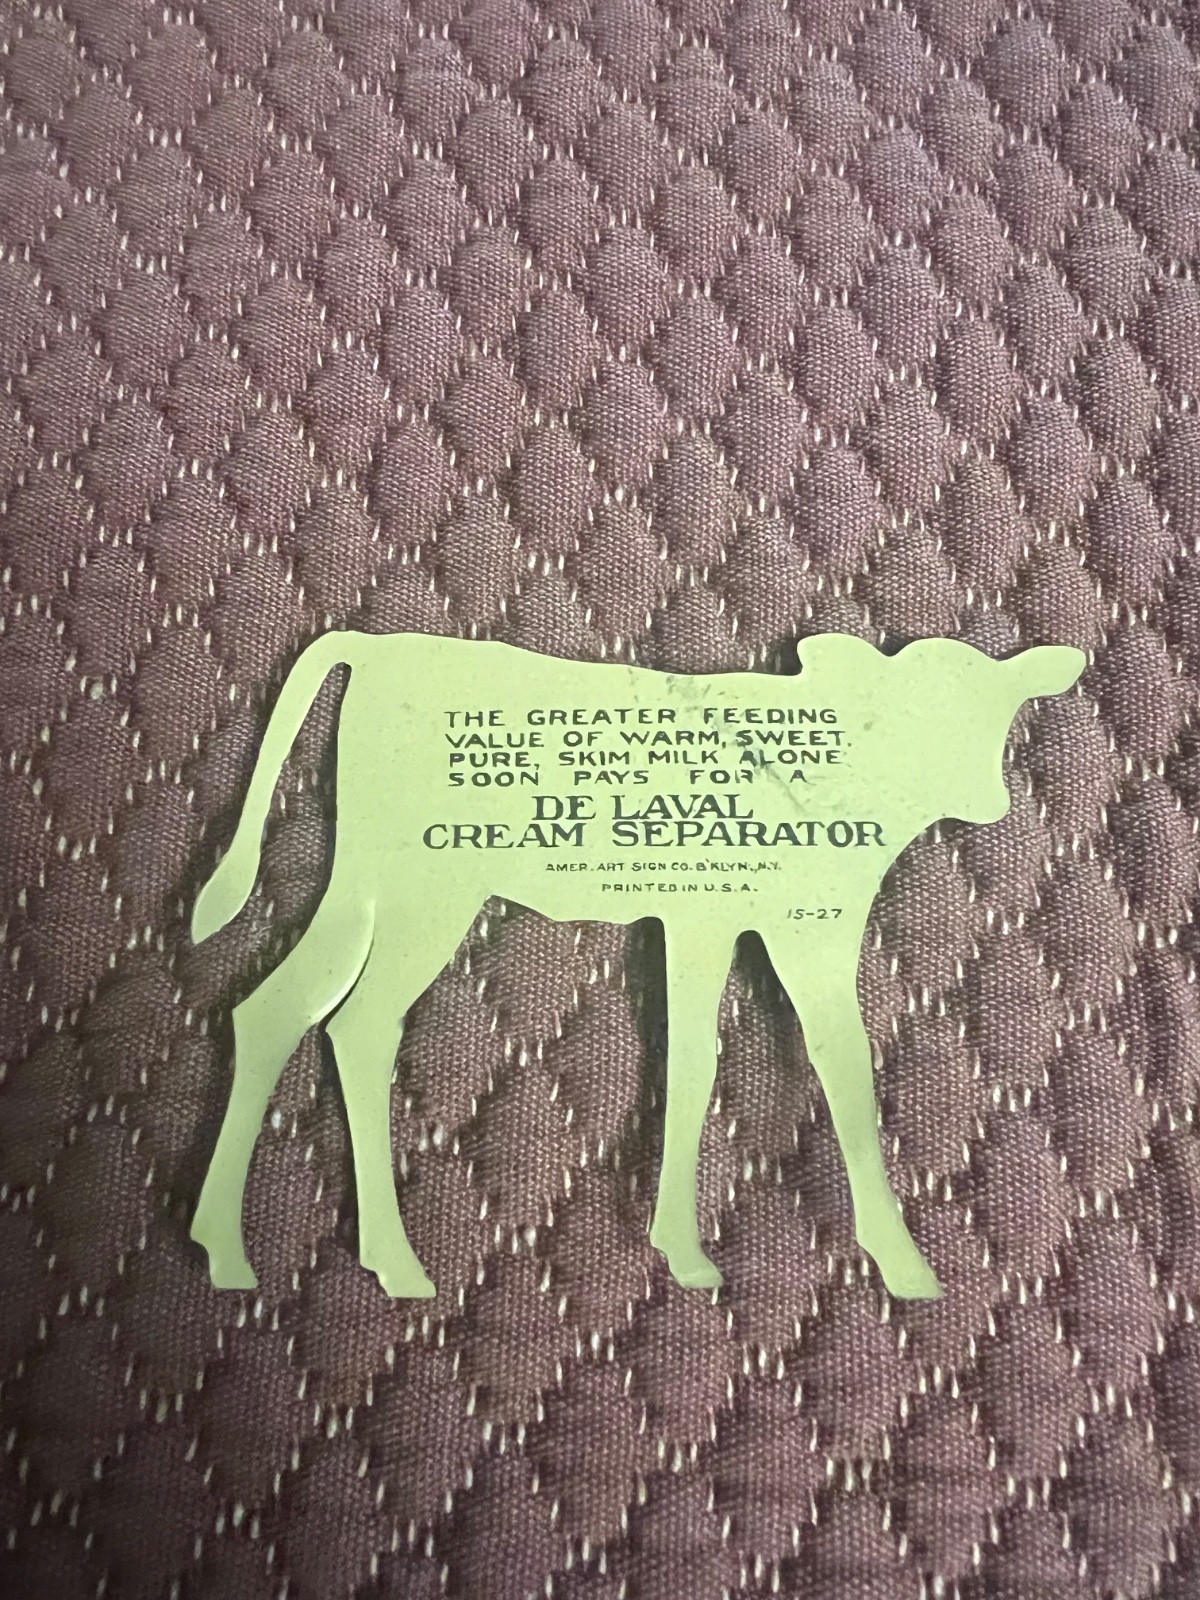 THE GREATER FEEDING
VALUE OF WARM, SWEET,
PURE, SKIM MILK ALONE
SOON PAYS FOR A
DE LAVAL
CREAM SEPARATOR
AMER. ART SIGN CO. B'KLYN., N.Y.
PRINTED IN U.S.A.
15-27